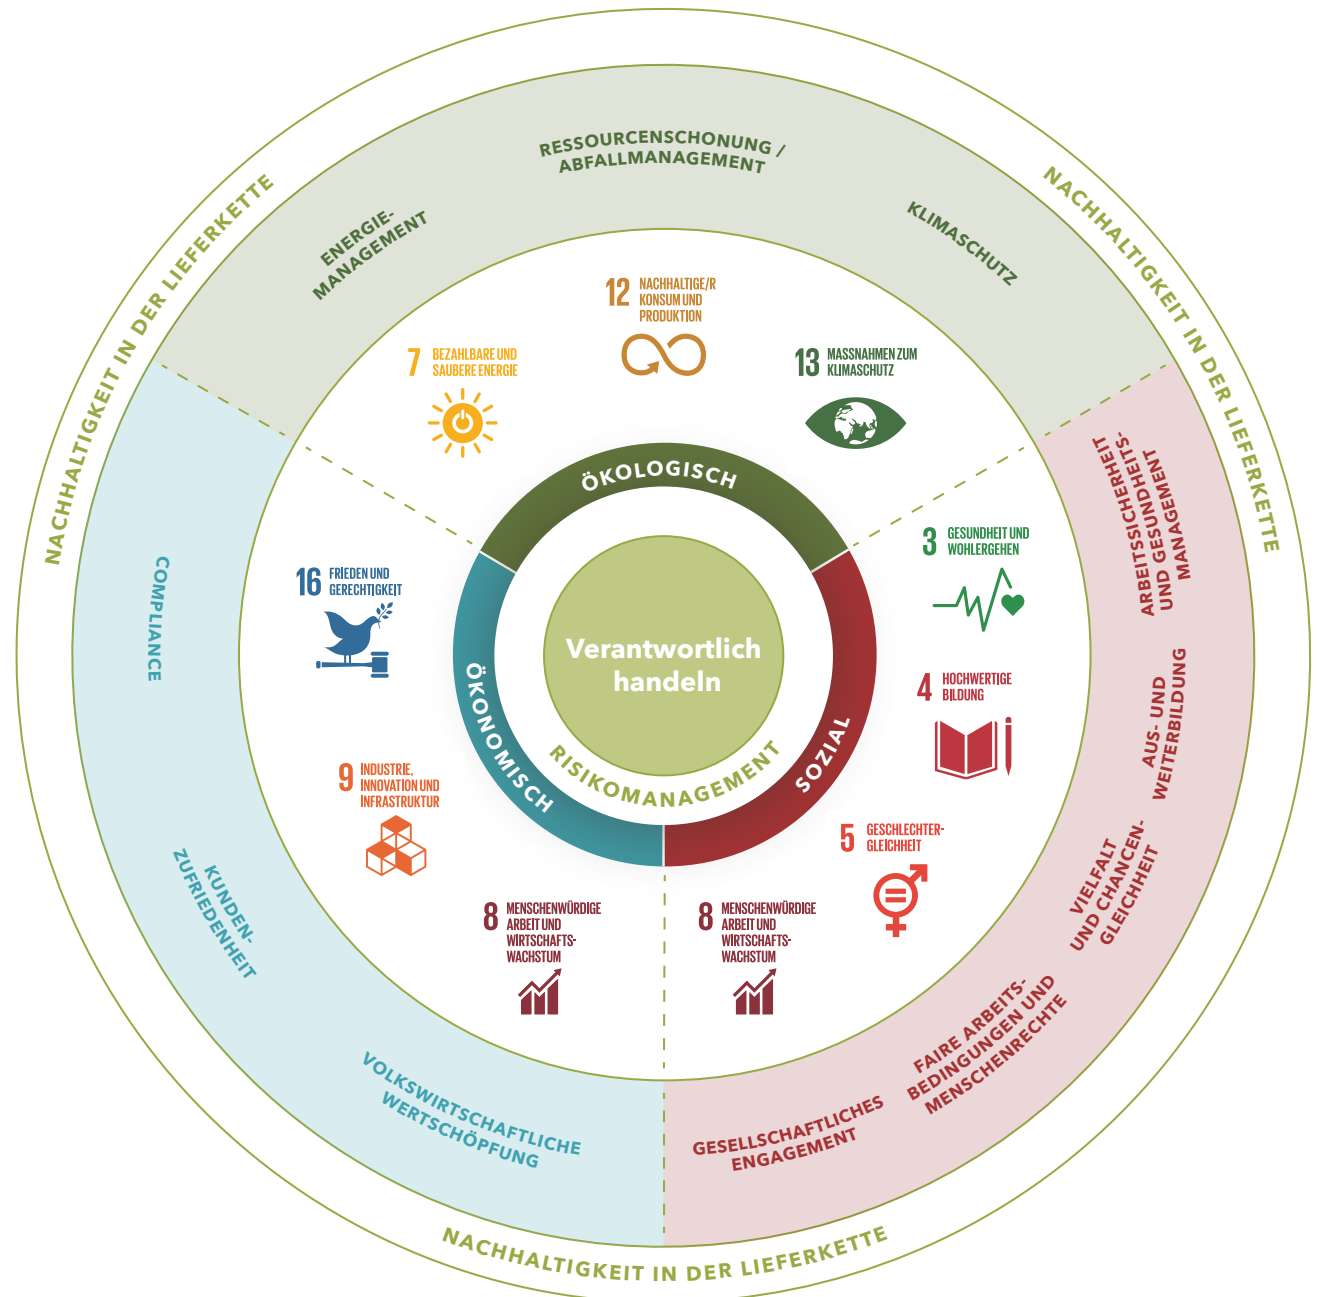 NACHHALTIGKEIT IN DER LIEFERKETTE
NACHHALTIGKEIT IN DER LIEFERKETTE
RESSOURCENSCHONUNG /
ABFALLMANAGEMENT
ENERGIE-
MANAGEMENT
KLIMASCHUTZ
12 NACHHALTIGE/R
KONSUM UND
PRODUKTION
7 BEZAHLBARE UND
SAUBERE ENERGIE
13 MASSNAHMEN ZUM
KLIMASCHUTZ
ÖKOLOGISCH
ARBEITSSICHERHEIT
UND GESUNDHEITS-
MANAGEMENT
3 GESUNDHEIT UND
WOHLERGEHEN
COMPLIANCE
16 FRIEDEN UND
GERECHTIGKEIT
Verantwortlich
handeln
RISIKOMANAGEMENT
ÖKONOMISCH
SOZIAL
4 HOCHWERTIGE
BILDUNG
AUS- UND
WEITERBILDUNG
9 INDUSTRIE,
INNOVATION UND
INFRASTRUKTUR
5 GESCHLECHTER-
GLEICHHEIT
VIELFALT
UND CHANCEN-
GLEICHHEIT
KUNDEN-
ZUFRIEDENHEIT
8 MENSCHENWÜRDIGE
ARBEIT UND
WIRTSCHAFTS-
WACHSTUM
8 MENSCHENWÜRDIGE
ARBEIT UND
WIRTSCHAFTS-
WACHSTUM
FAIRE ARBEITS-
BEDINGUNGEN UND
MENSCHENRECHTE
VOLKSWIRTSCHAFTLICHE
WERTSCHÖPFUNG
GESELLSCHAFTLICHES
ENGAGEMENT
NACHHALTIGKEIT IN DER LIEFERKETTE